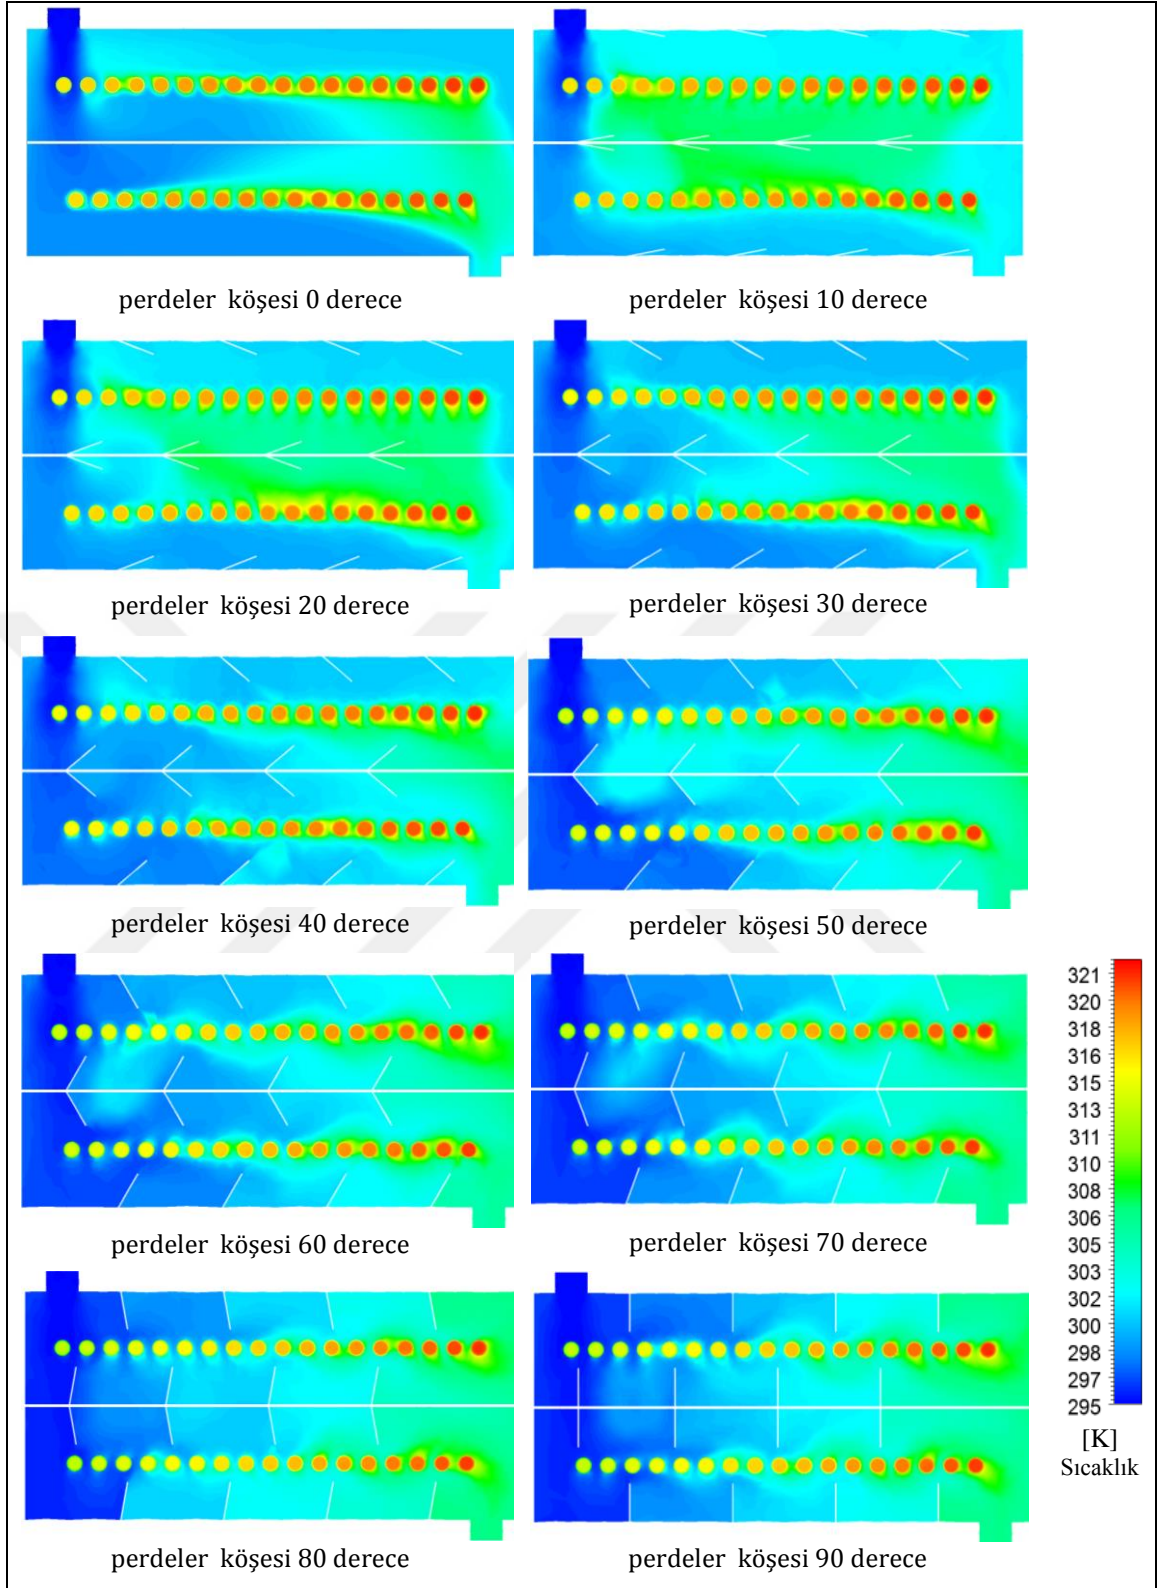 perdeler köşesi 0 derece
perdeler köşesi 10 derece
perdeler köşesi 20 derece
perdeler köşesi 30 derece
perdeler köşesi 40 derece
perdeler köşesi 50 derece
perdeler köşesi 60 derece
perdeler köşesi 70 derece
321
320
318
316
315
313
311
310
308
306
305
303
302
300
298
297
295
[K]
Sıcaklık
perdeler köşesi 80 derece
perdeler köşesi 90 derece